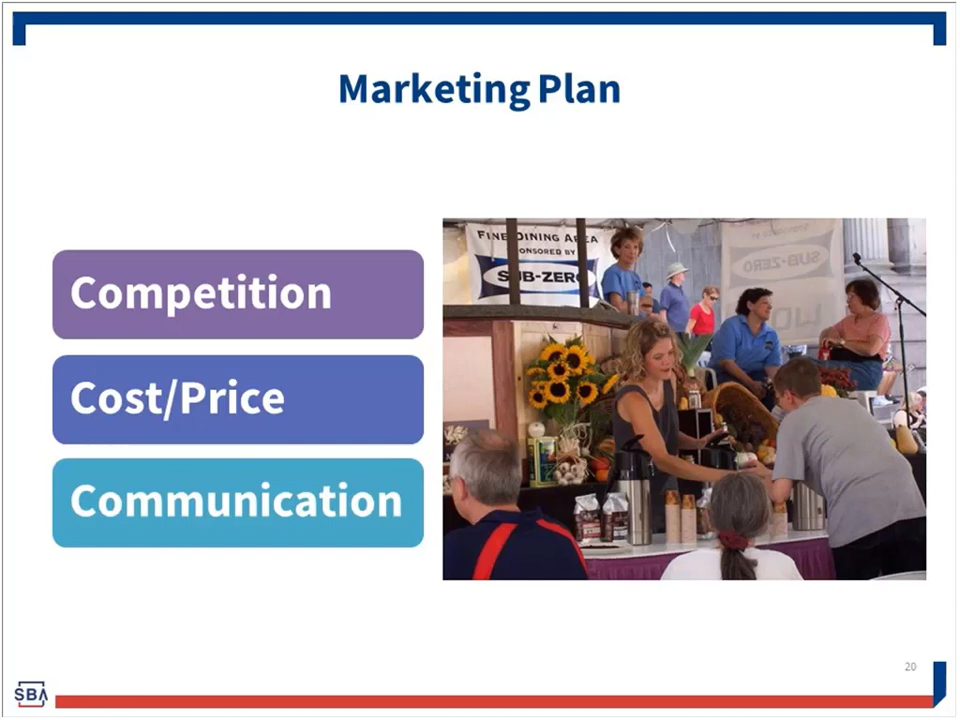 Marketing Plan
Competition
Cost/Price
Communication
FINE DINING AREA
SPONSORED BY
SUB-ZERO
SUB-ZERO
20
SBA